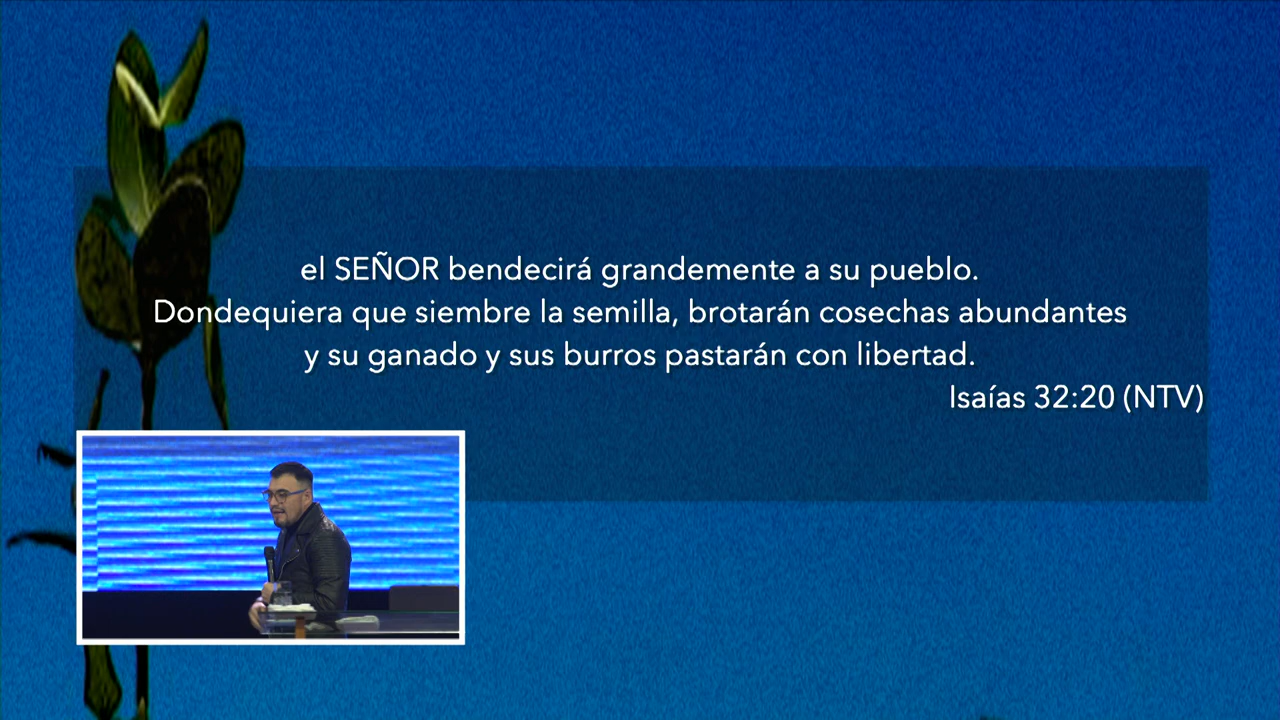 el SEÑOR bendecirá grandemente a su pueblo.
Dondequiera que siembre la semilla, brotarán cosechas abundantes
y su ganado y sus burros pastarán con libertad.
Isaías 32:20 (NTV)